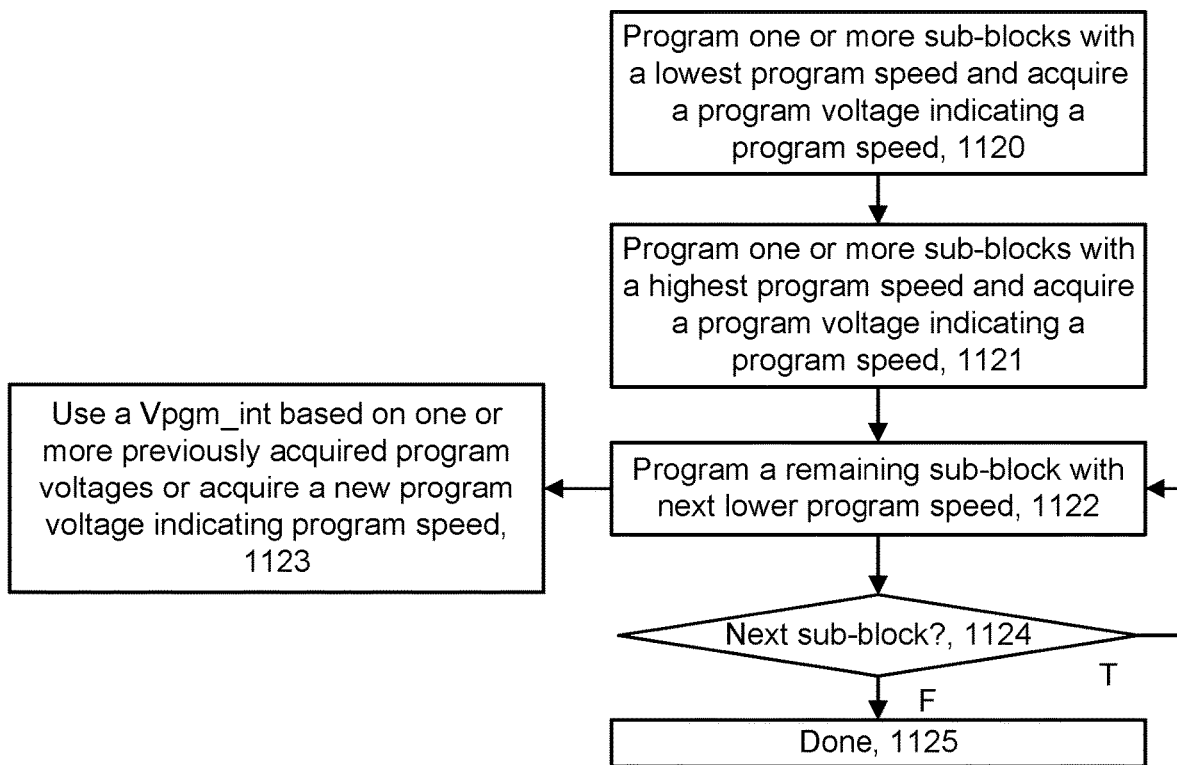 Program one or more sub-blocks with
a lowest program speed and acquire
a program voltage indicating a
program speed, 1120
Program one or more sub-blocks with
a highest program speed and acquire
a program voltage indicating a
program speed, 1121
Use a Vpgm_int based on one or
more previously acquired program
voltages or acquire a new program
voltage indicating program speed,
1123
Program a remaining sub-block with
next lower program speed, 1122
Next sub-block?, 1124
T
F
Done, 1125